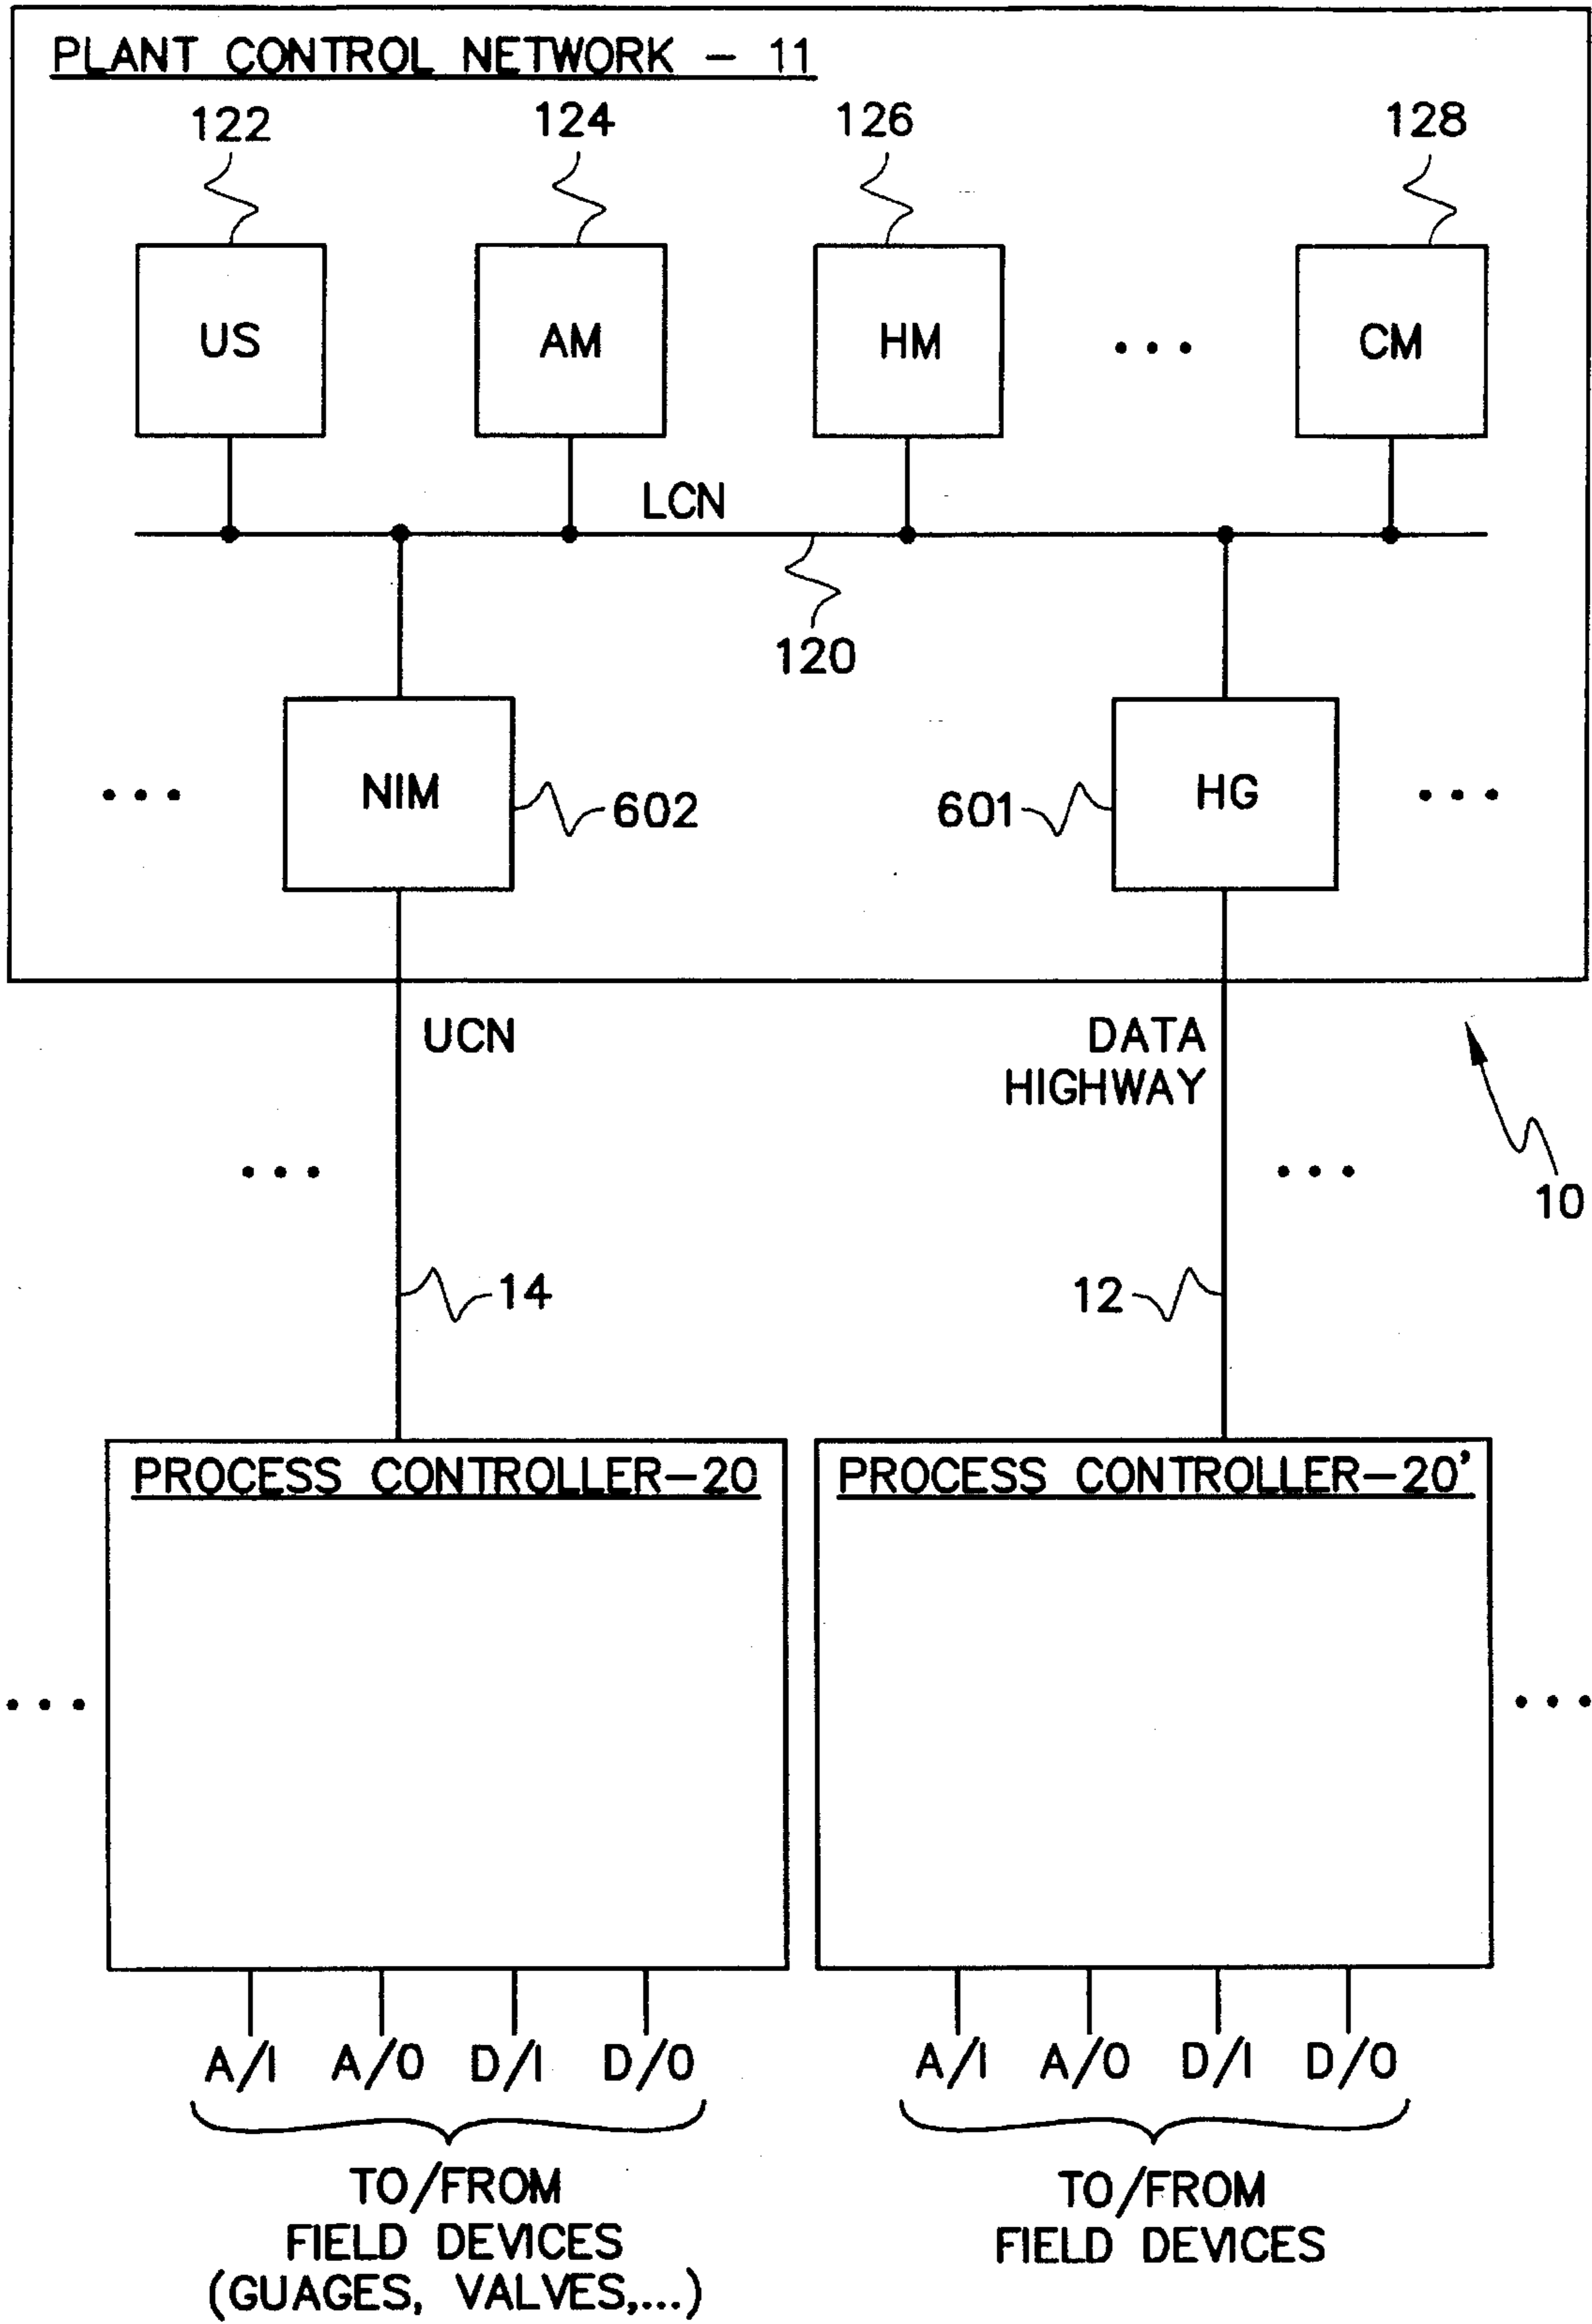 PLANT CONTROL NETWORK - 11
122
124
126
128
US
AM
HM
...
CM
LCN
120
...
NIM
602
601
HG
...
UCN
DATA
HIGHWAY
...
...
10
14
12
PROCESS CONTROLLER-20
PROCESS CONTROLLER-20'
...
...
A/I A/O D/I D/O
A/I A/O D/I D/O
TO/FROM
FIELD DEVICES
(GUAGES, VALVES,...)
TO/FROM
FIELD DEVICES